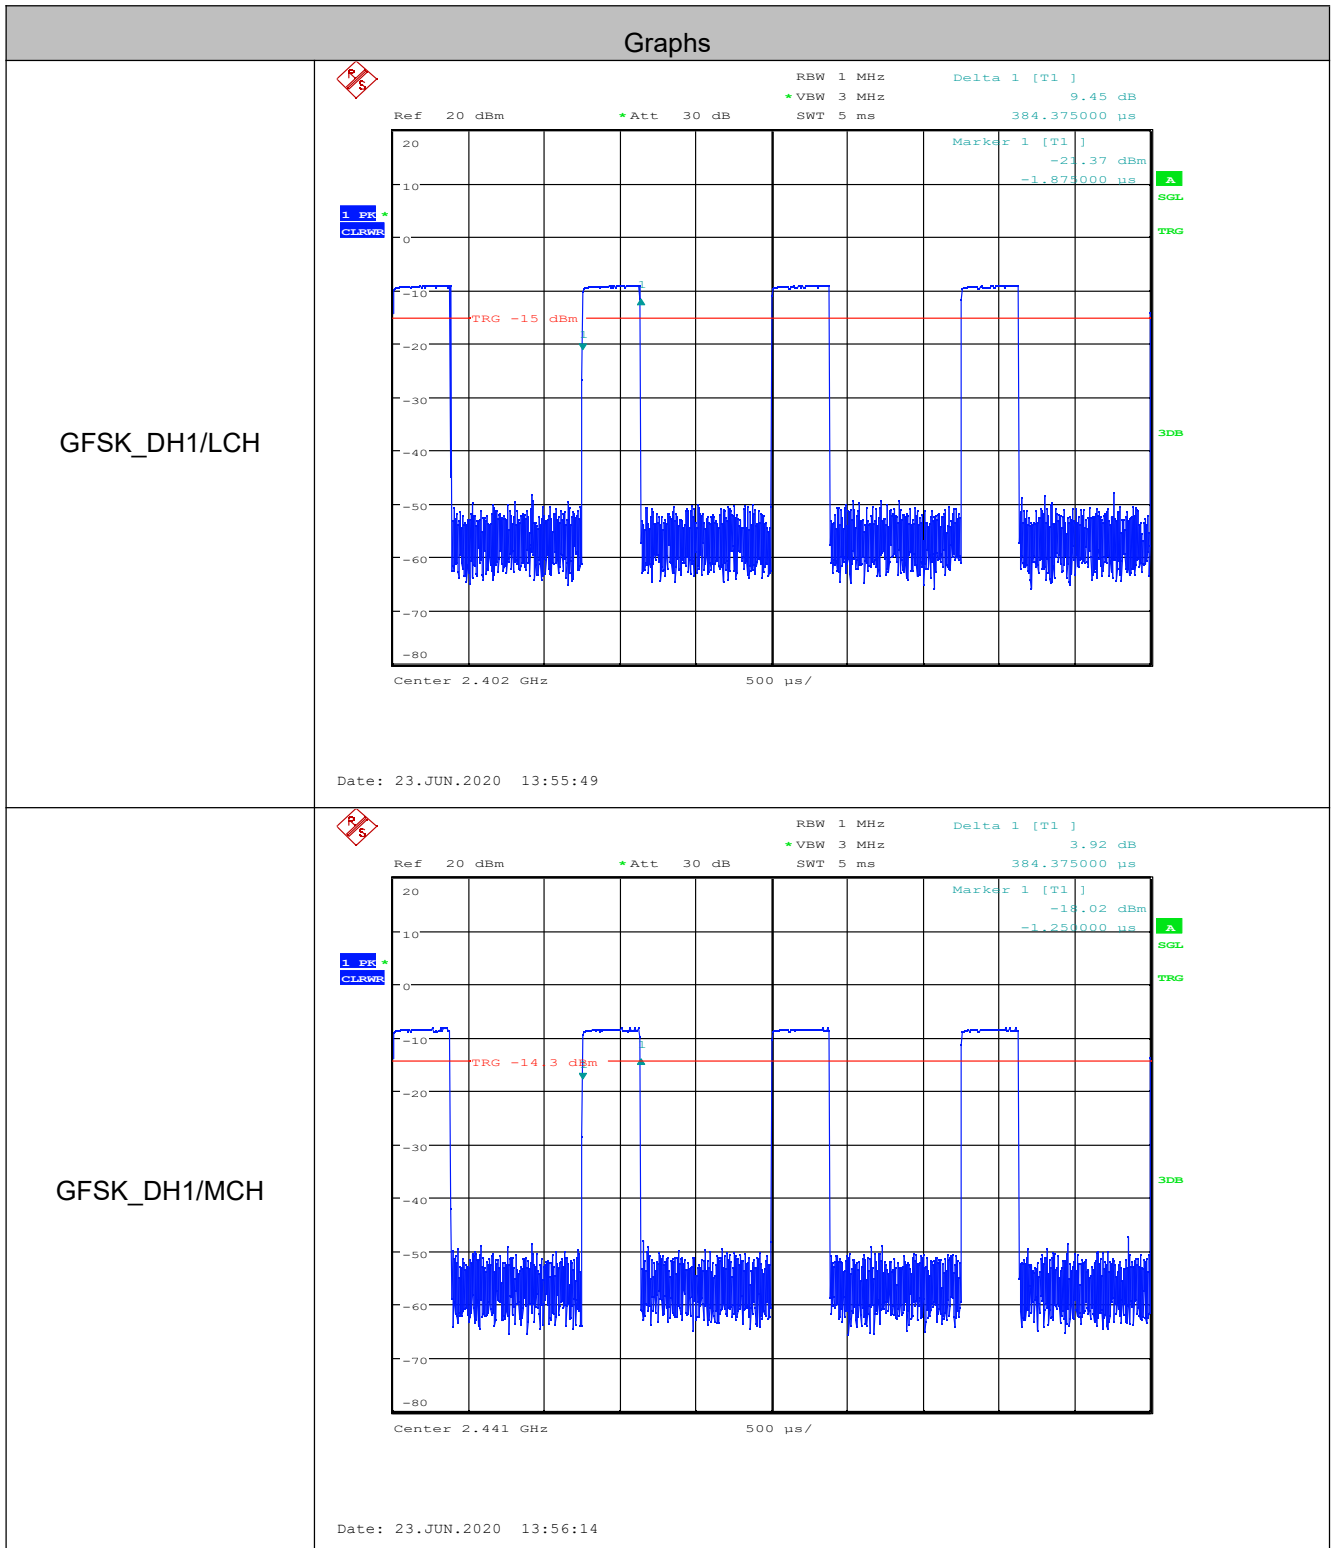 Graphs
GFSK_DH1/LCH
R S
RBW 1 MHz
Delta 1 [T1 ]
*VBW 3 MHz
9.45 dB
Ref 20 dBm
*Att 30 dB
SWT 5 ms
384.375000 µs
20
Marker 1 [T1 ]
-21.37 dBm
-1.875000 µs
A
10
SGL
1 PK *
CLRWR
0
TRG
1
-10
TRG -15 dBm
1
-20
-30
3DB
-40
-50
-60
-70
-80
Center 2.402 GHz
500 µs/
Date: 23.JUN.2020 13:55:49
GFSK_DH1/MCH
R S
RBW 1 MHz
Delta 1 [T1 ]
*VBW 3 MHz
3.92 dB
Ref 20 dBm
*Att 30 dB
SWT 5 ms
384.375000 µs
20
Marker 1 [T1 ]
-18.02 dBm
-1.250000 µs
A
10
SGL
1 PK *
CLRWR
0
TRG
-10
1
TRG -14.3 dBm
-20
-30
3DB
-40
-50
-60
-70
-80
Center 2.441 GHz
500 µs/
Date: 23.JUN.2020 13:56:14